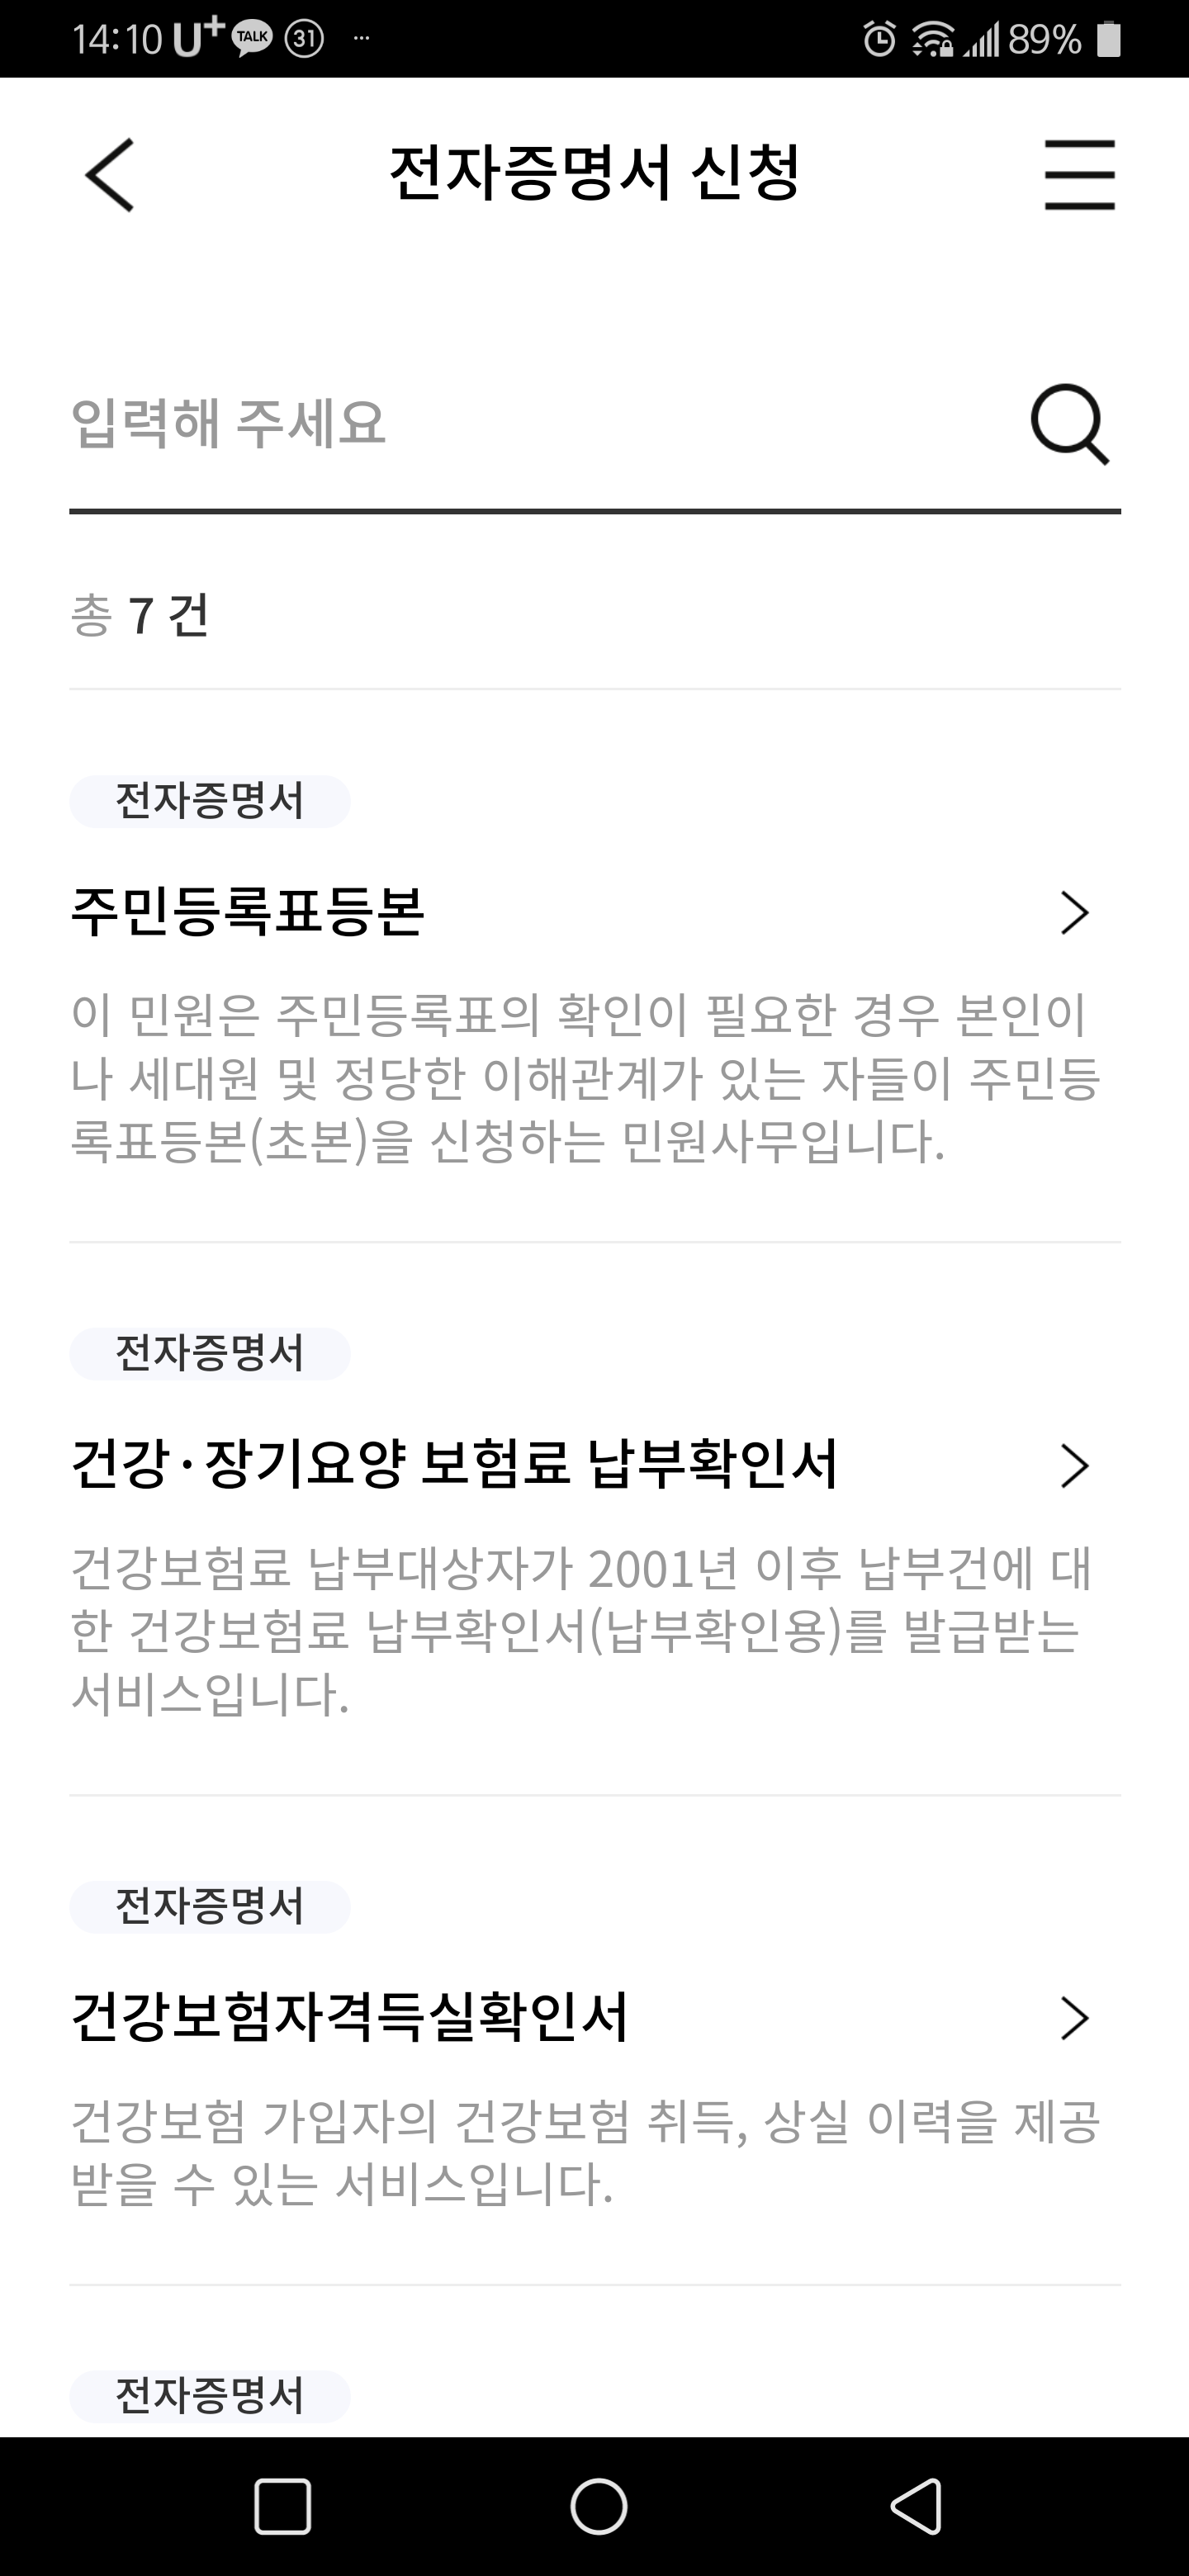 14:10 U+ TALK 31 ... 89%
전자증명서 신청
입력해 주세요
총 7 건
전자증명서
주민등록표등본
이 민원은 주민등록표의 확인이 필요한 경우 본인이
나 세대원 및 정당한 이해관계가 있는 자들이 주민등
록표등본(초본)을 신청하는 민원사무입니다.
전자증명서
건강·장기요양 보험료 납부확인서
건강보험료 납부대상자가 2001년 이후 납부건에 대
한 건강보험료 납부확인서(납부확인용)를 발급받는
서비스입니다.
전자증명서
건강보험자격득실확인서
건강보험 가입자의 건강보험 취득, 상실 이력을 제공
받을 수 있는 서비스입니다.
전자증명서